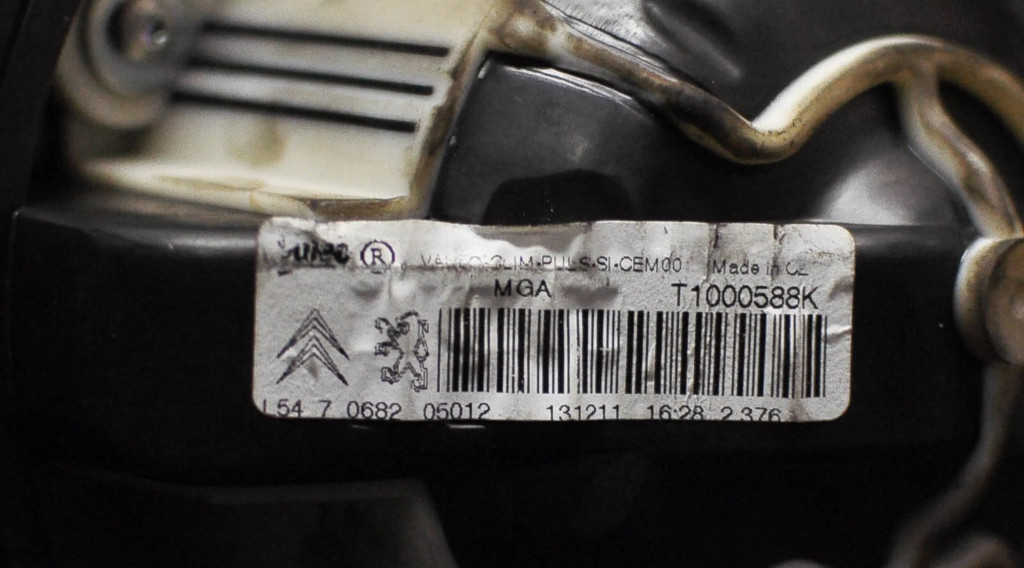 Valeo ® CLIM-PULS-SI-CEM00 Made in CZ
MGA T1000588K
L54 7 0682 05012 131211 16:28 2 376